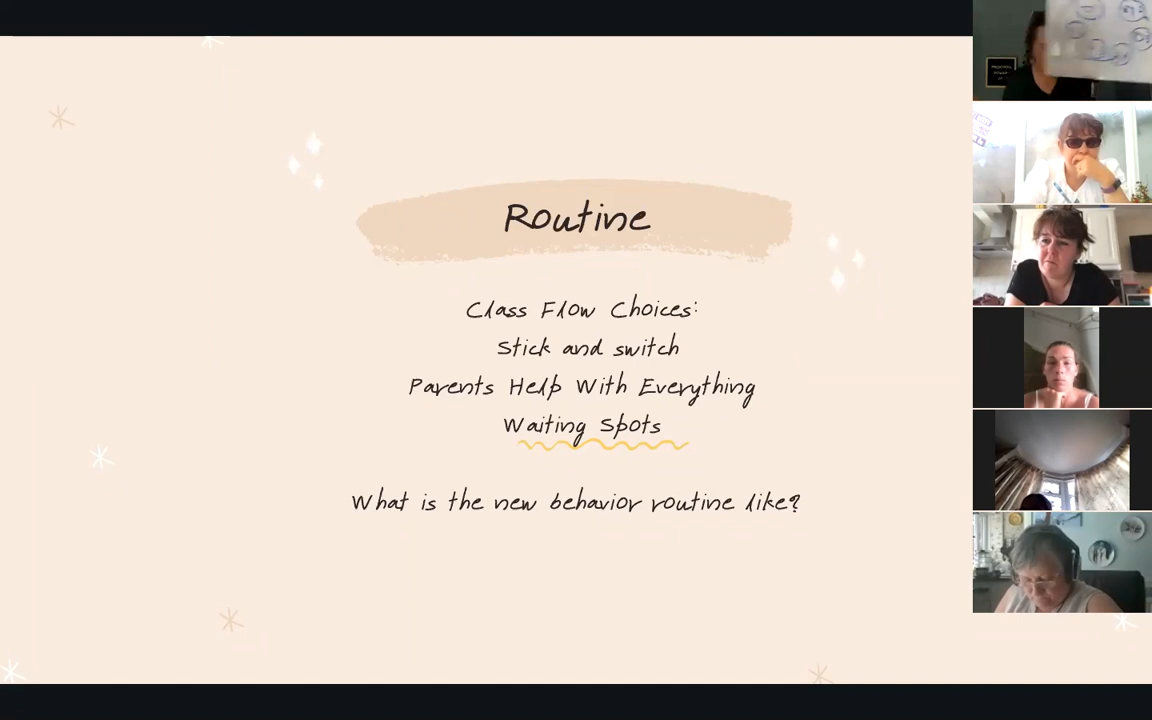 Routine
Class Flow Choices:
Stick and switch
Parents Help With Everything
Waiting Spots
What is the new behavior routine like?